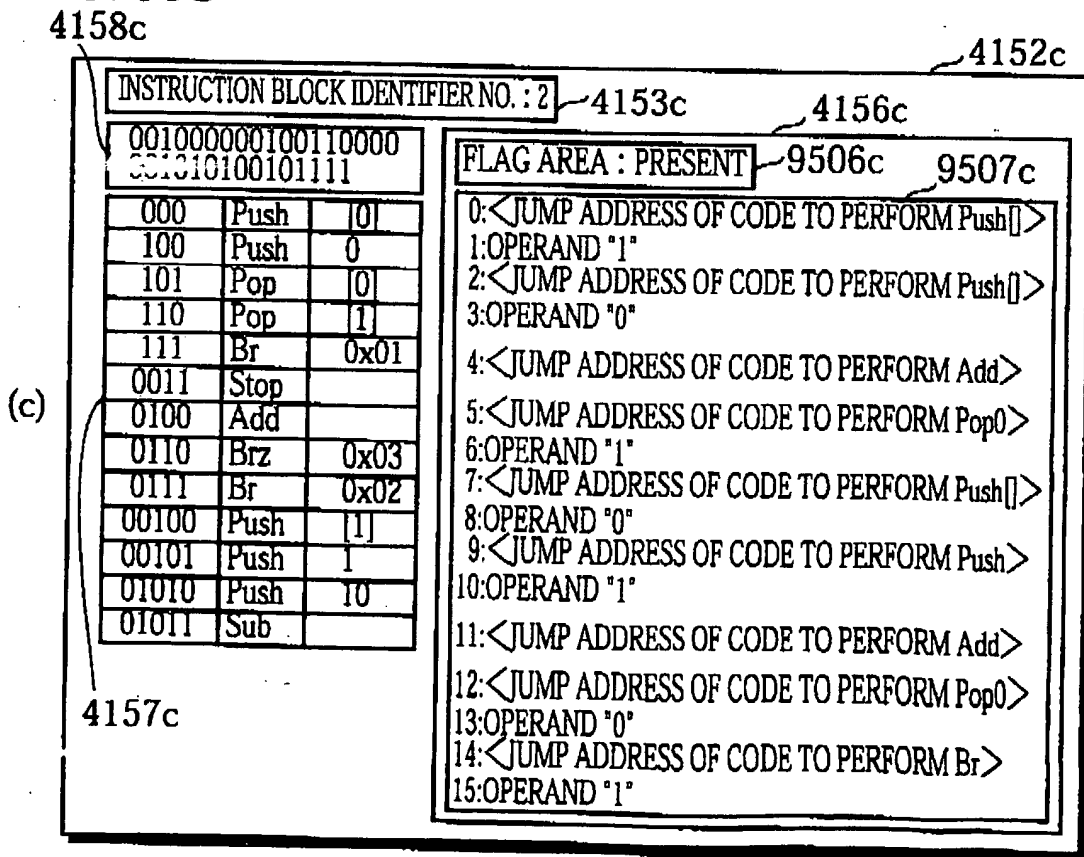 4158c
4152c
INSTRUCTION BLOCK IDENTIFIER NO. : 2
4153c
4156c
001000000100110000
001010100101111
FLAG AREA : PRESENT
9506c
9507c
000 Push [0]
100 Push 0
101 Pop [0]
110 Pop [1]
111 Br 0x01
0011 Stop
0100 Add
0110 Brz 0x03
0111 Br 0x02
00100 Push [1]
00101 Push 1
01010 Push 10
01011 Sub
(c)
4157c
0:<JUMP ADDRESS OF CODE TO PERFORM Push[]>
1:OPERAND "1"
2:<JUMP ADDRESS OF CODE TO PERFORM Push[]>
3:OPERAND "0"
4:<JUMP ADDRESS OF CODE TO PERFORM Add>
5:<JUMP ADDRESS OF CODE TO PERFORM Pop0>
6:OPERAND "1"
7:<JUMP ADDRESS OF CODE TO PERFORM Push[]>
8:OPERAND "0"
9:<JUMP ADDRESS OF CODE TO PERFORM Push>
10:OPERAND "1"
11:<JUMP ADDRESS OF CODE TO PERFORM Add>
12:<JUMP ADDRESS OF CODE TO PERFORM Pop0>
13:OPERAND "0"
14:<JUMP ADDRESS OF CODE TO PERFORM Br>
15:OPERAND "1"